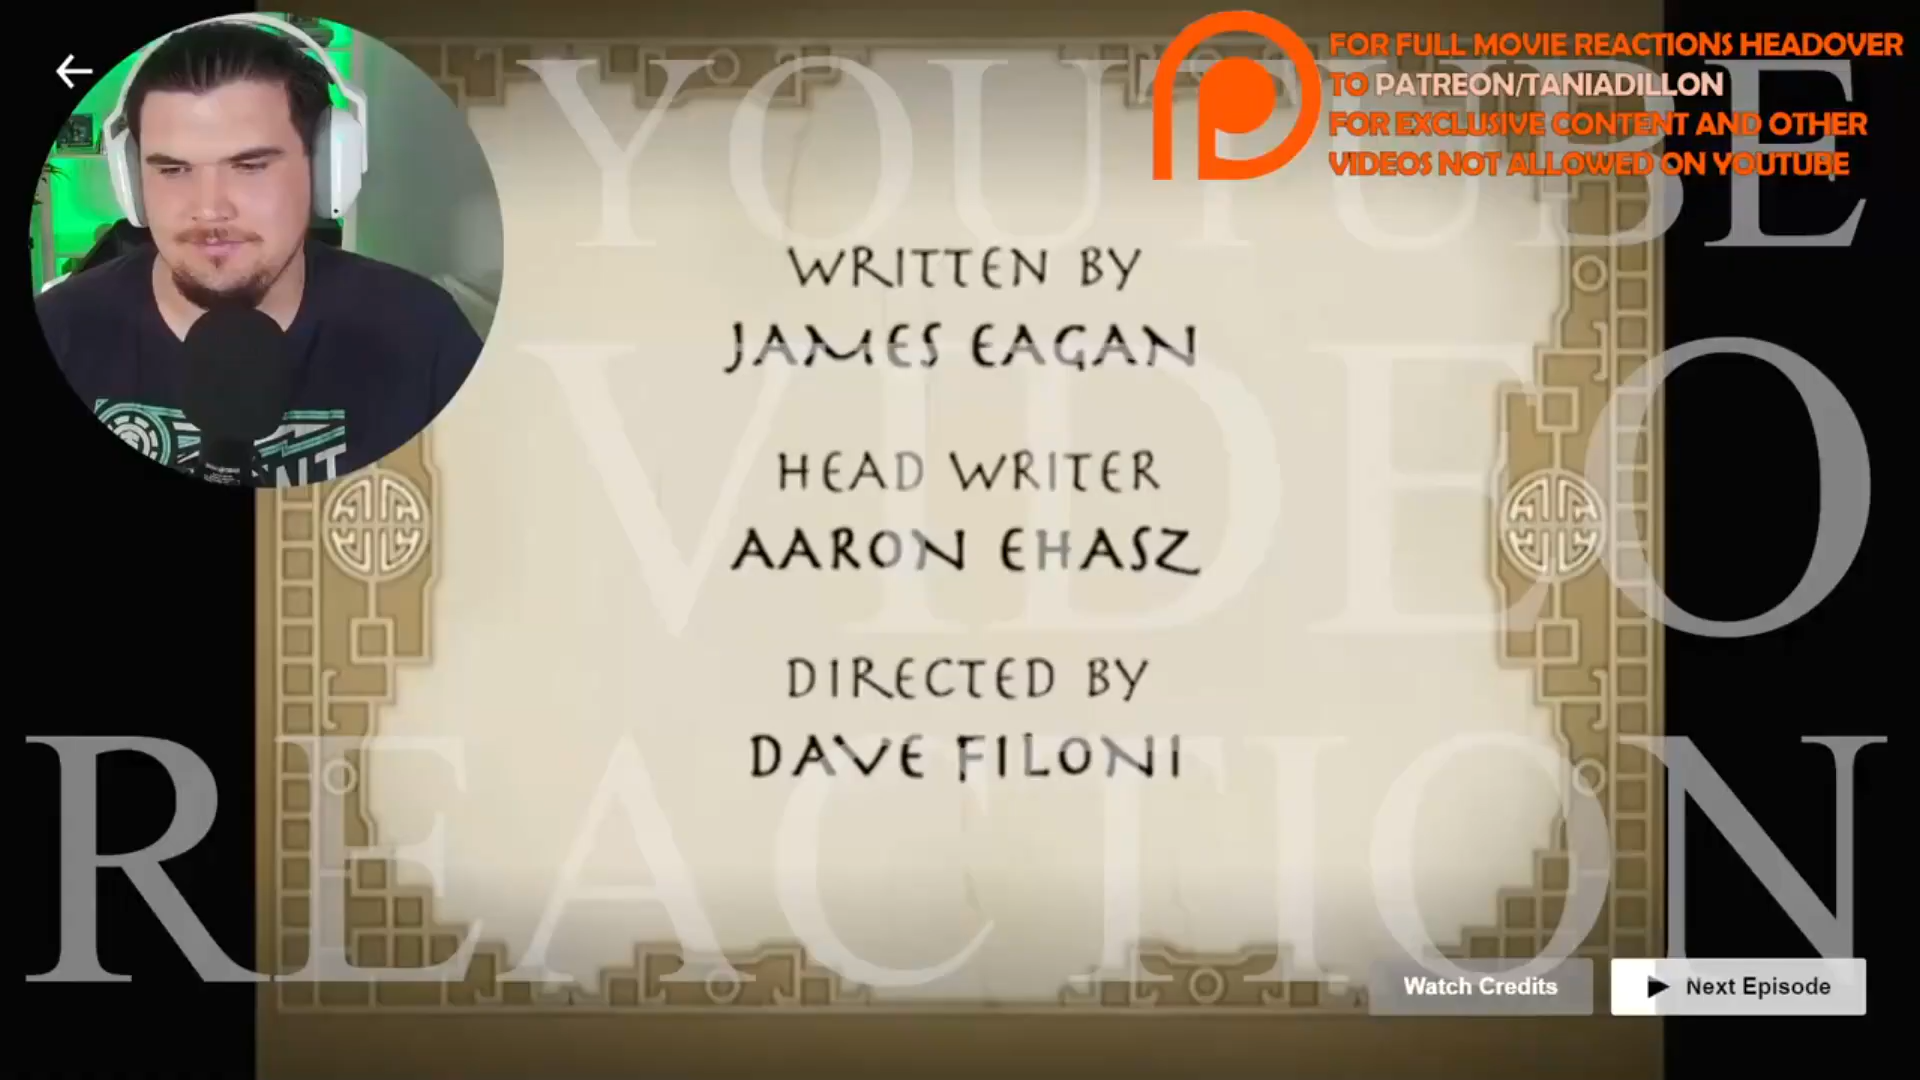 FOR FULL MOVIE REACTIONS HEADOVER
TO PATREON/TANIADILLON
FOR EXCLUSIVE CONTENT AND OTHER
VIDEOS NOT ALLOWED ON YOUTUBE
YOUTUBE
VIDEO
REACTION
WRITTEN BY
JAMES EAGAN
HEAD WRITER
AARON EHASZ
DIRECTED BY
DAVE FILONI
Watch Credits
Next Episode